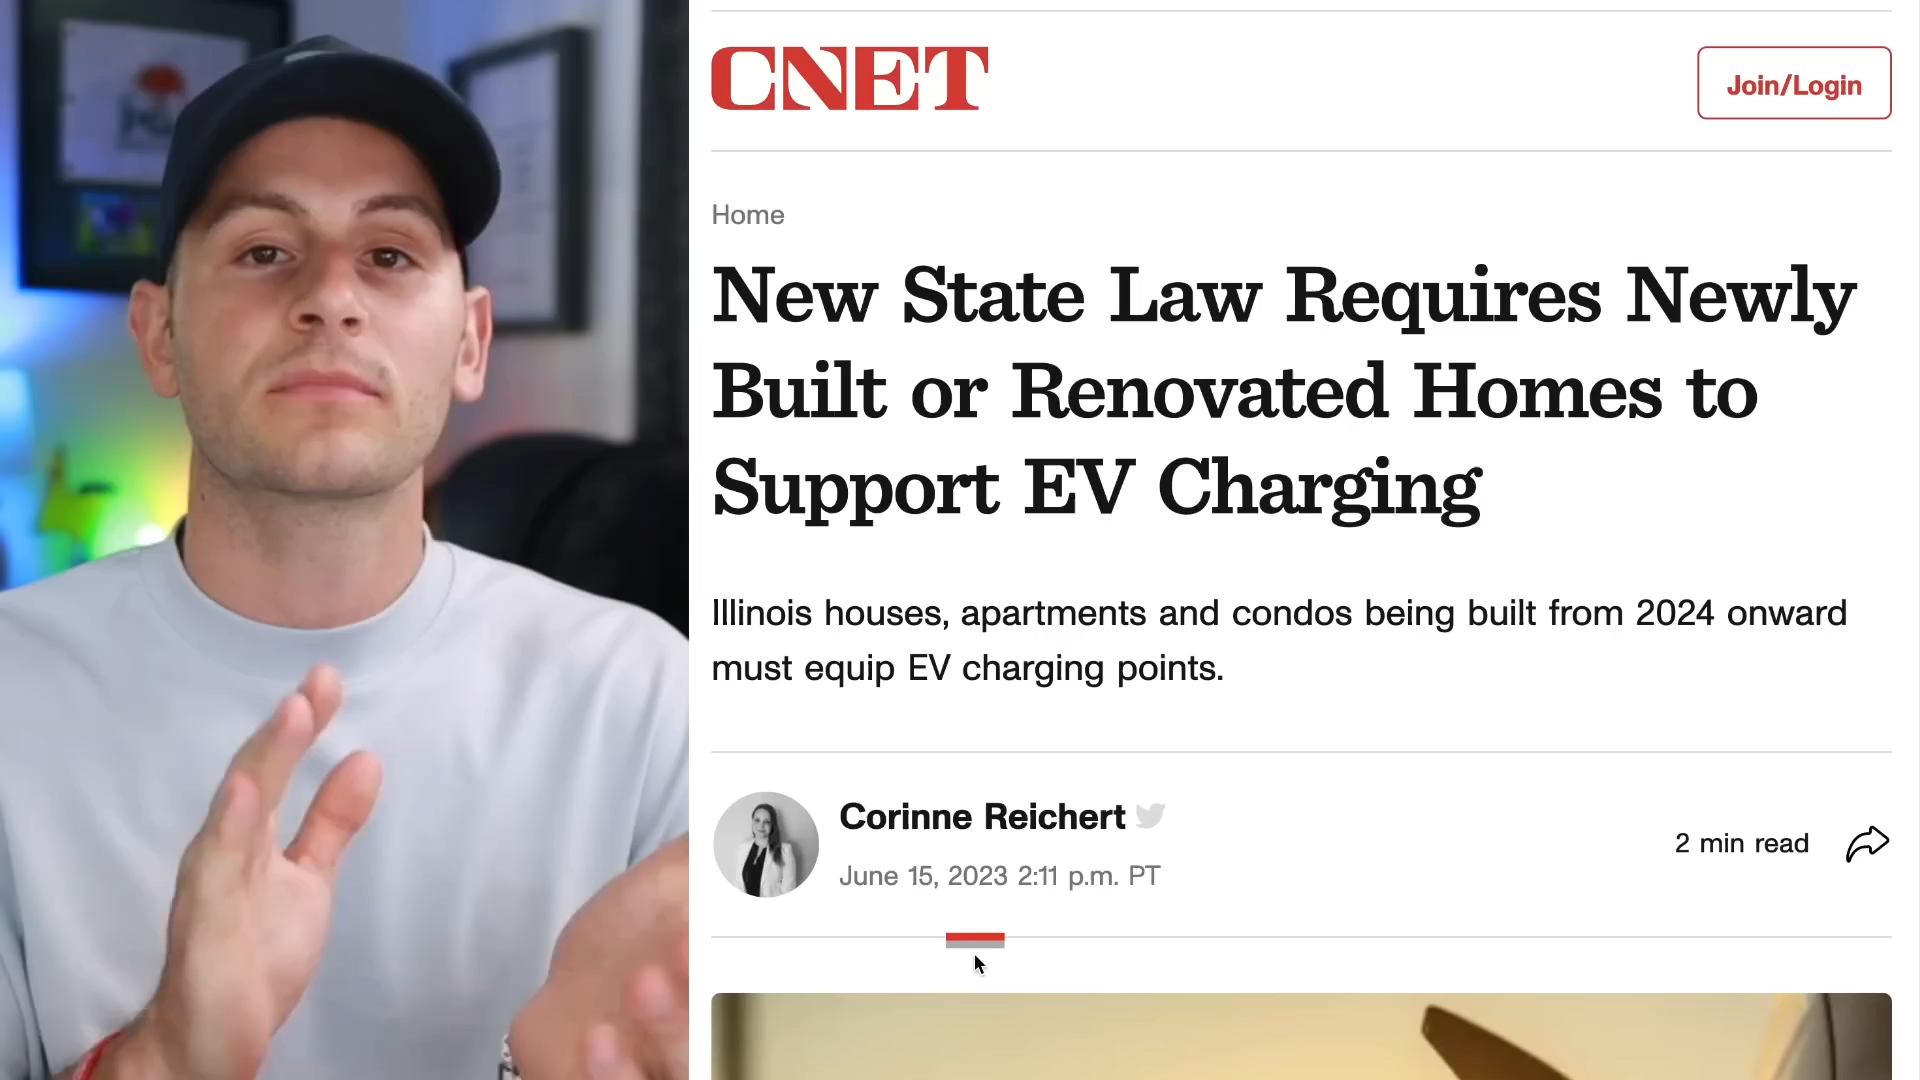 CNET
Join/Login
Home
New State Law Requires Newly
Built or Renovated Homes to
Support EV Charging
Illinois houses, apartments and condos being built from 2024 onward
must equip EV charging points.
Corinne Reichert
June 15, 2023 2:11 p.m. PT
2 min read